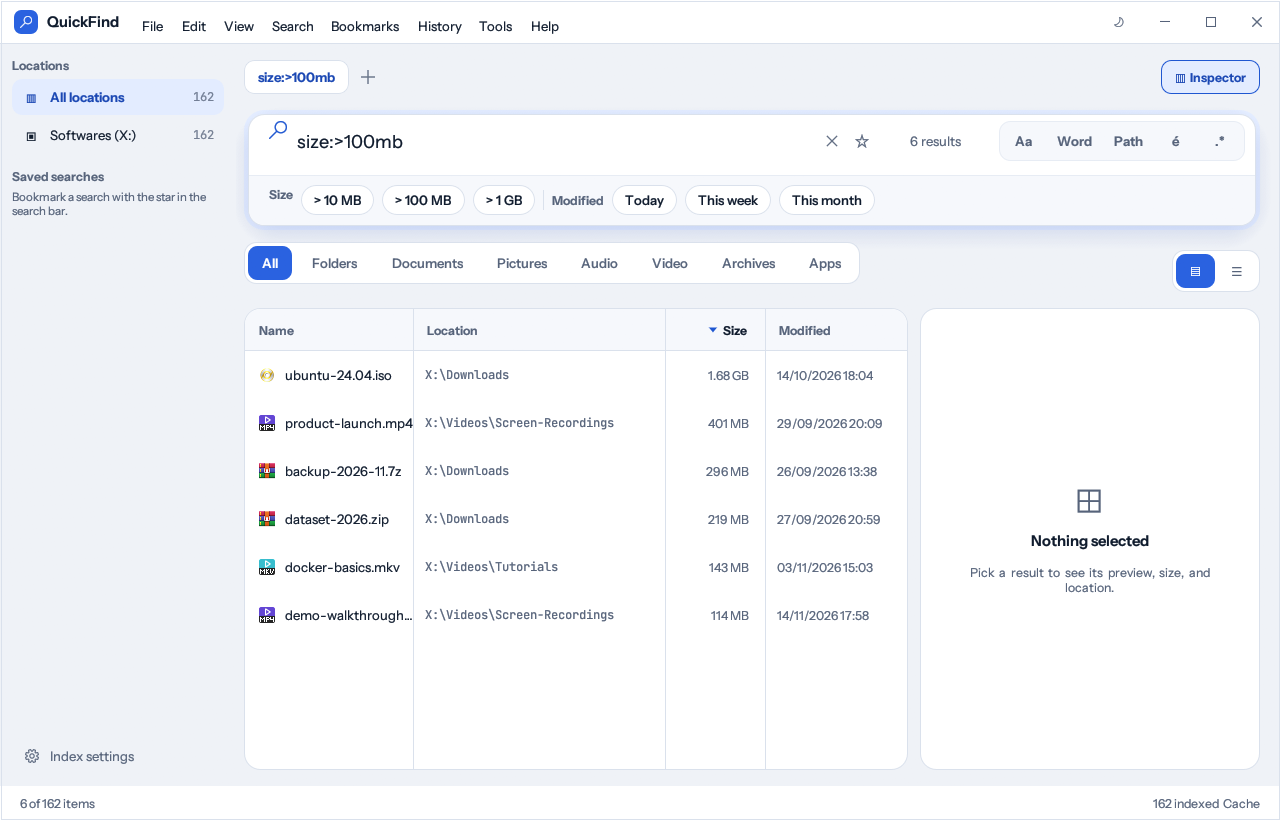 QuickFind
File Edit View Search Bookmarks History Tools Help
Locations
All locations 162
Softwares (X:) 162
Saved searches
Bookmark a search with the star in the
search bar.
Index settings
size:>100mb
Inspector
size:>100mb
6 results
Aa Word Path é .*
Size > 10 MB > 100 MB > 1 GB Modified Today This week This month
All Folders Documents Pictures Audio Video Archives Apps
Name Location Size Modified
ubuntu-24.04.iso X:\Downloads 1.68 GB 14/10/2026 18:04
product-launch.mp4 X:\Videos\Screen-Recordings 401 MB 29/09/2026 20:09
backup-2026-11.7z X:\Downloads 296 MB 26/09/2026 13:38
dataset-2026.zip X:\Downloads 219 MB 27/09/2026 20:59
docker-basics.mkv X:\Videos\Tutorials 143 MB 03/11/2026 15:03
demo-walkthrough... X:\Videos\Screen-Recordings 114 MB 14/11/2026 17:58
Nothing selected
Pick a result to see its preview, size, and
location.
6 of 162 items
162 indexed Cache